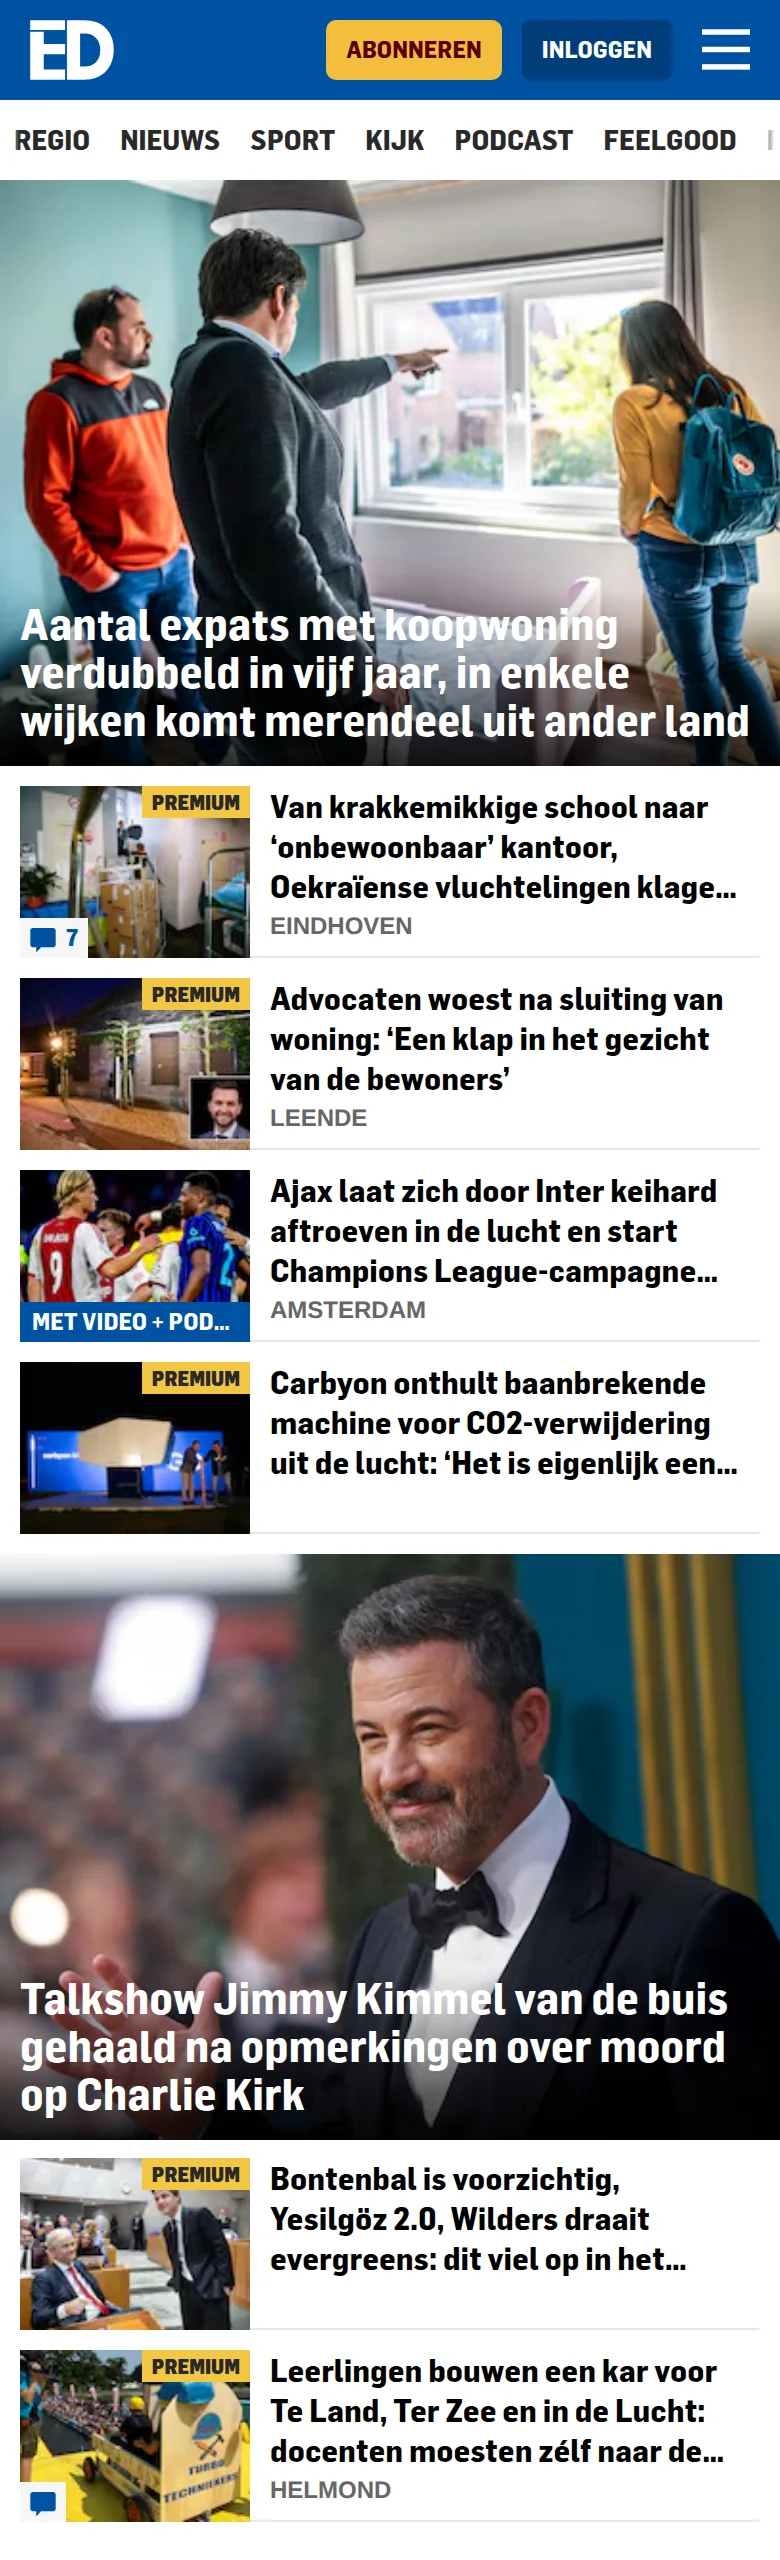 ED
ABONNEREN
INLOGGEN
REGIO NIEUWS SPORT KIJK PODCAST FEELGOOD
Aantal expats met koopwoning
verdubbeld in vijf jaar, in enkele
wijken komt merendeel uit ander land
PREMIUM
7
Van krakkemikkige school naar
‘onbewoonbaar’ kantoor,
Oekraïense vluchtelingen klage...
EINDHOVEN
PREMIUM
Advocaten woest na sluiting van
woning: ‘Een klap in het gezicht
van de bewoners’
LEENDE
9
2
MET VIDEO + POD...
Ajax laat zich door Inter keihard
aftroeven in de lucht en start
Champions League-campagne...
AMSTERDAM
PREMIUM
Carbyon onthult baanbrekende
machine voor CO2-verwijdering
uit de lucht: ‘Het is eigenlijk een...
Talkshow Jimmy Kimmel van de buis
gehaald na opmerkingen over moord
op Charlie Kirk
PREMIUM
Bontenbal is voorzichtig,
Yesilgöz 2.0, Wilders draait
evergreens: dit viel op in het...
PREMIUM
TURBO
TECHNIEKERS
Leerlingen bouwen een kar voor
Te Land, Ter Zee en in de Lucht:
docenten moesten zélf naar de...
HELMOND